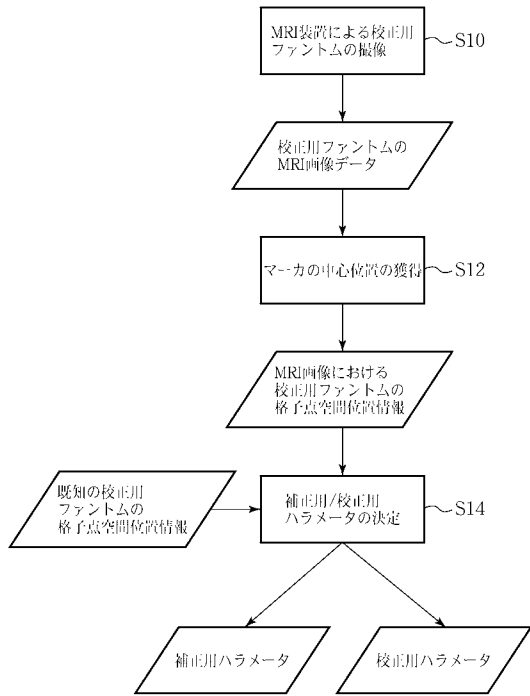 MRI装置による校正用
ファントムの撮像
S10
校正用ファントムの
MRI画像データ
マーカの中心位置の獲得
S12
MRI画像における
校正用ファントムの
格子点空間位置情報
既知の校正用
ファントムの
格子点空間位置情報
補正用/校正用
パラメータの決定
S14
補正用パラメータ
校正用パラメータ